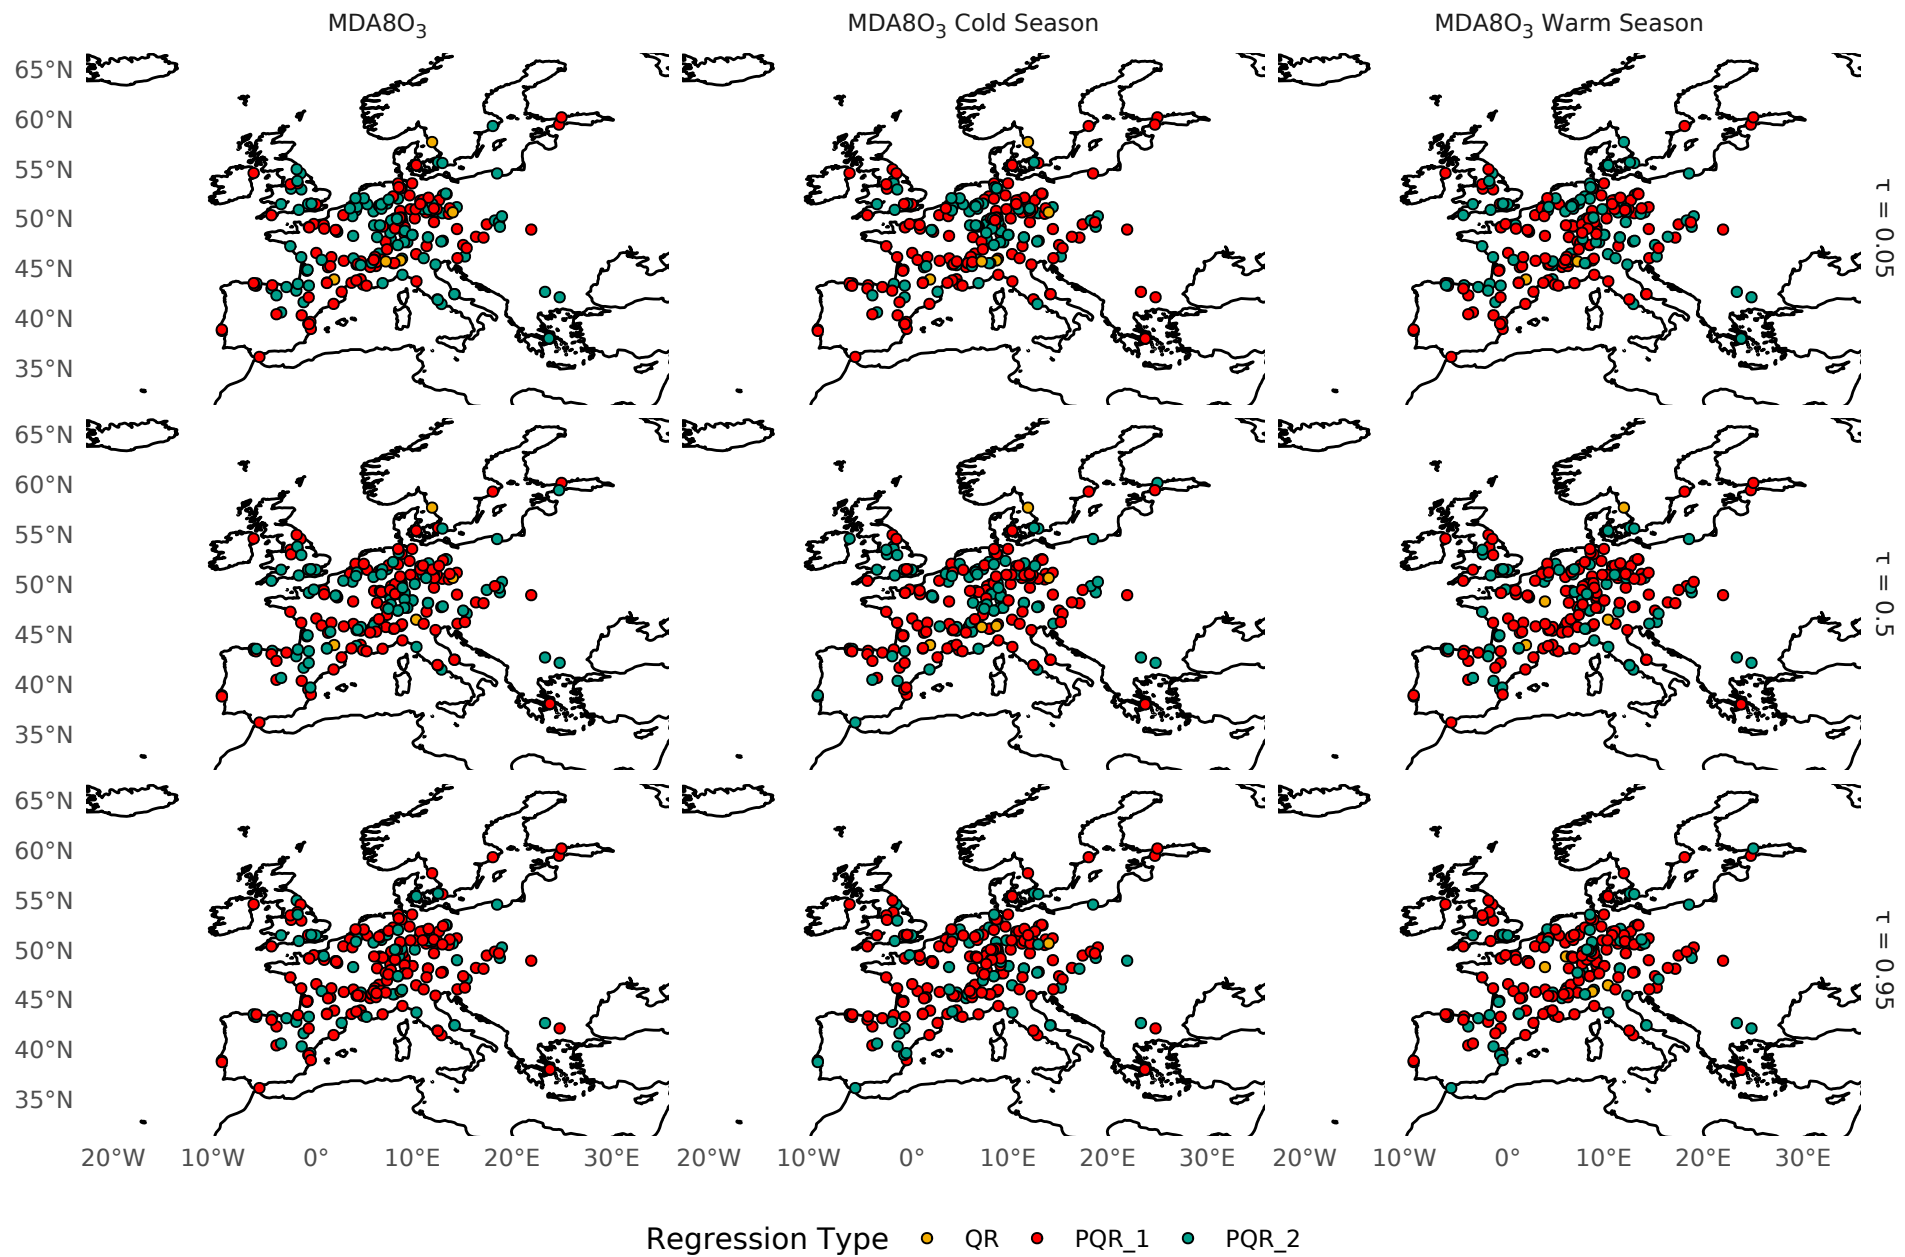 MDA8O₃ MDA8O₃ Cold Season MDA8O₃ Warm Season
65°N
60°N
55°N
50°N
45°N
40°N
35°N
τ = 0.05
65°N
60°N
55°N
50°N
45°N
40°N
35°N
τ = 0.5
65°N
60°N
55°N
50°N
45°N
40°N
35°N
τ = 0.95
20°W 10°W 0° 10°E 20°E 30°E 20°W 10°W 0° 10°E 20°E 30°E 20°W 10°W 0° 10°E 20°E 30°E
Regression Type QR PQR_1 PQR_2